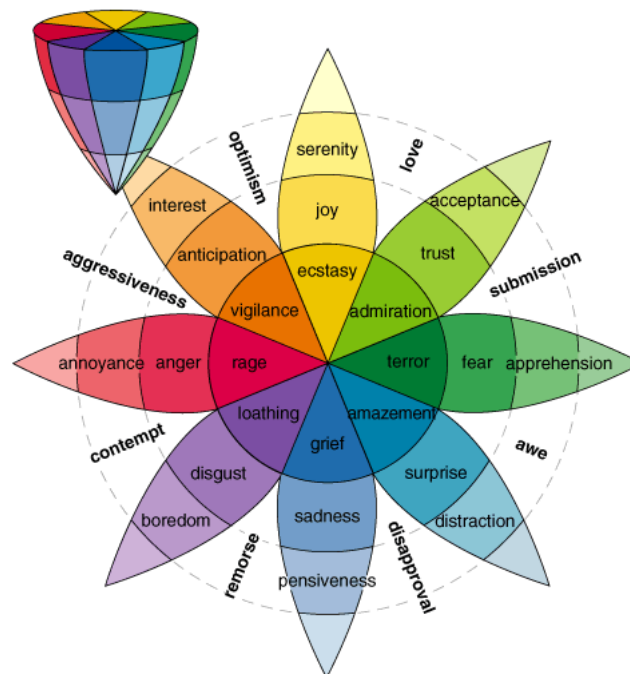 optimism
love
serenity
interest
acceptance
joy
anticipation
trust
aggressiveness
submission
ecstasy
vigilance
admiration
annoyance
anger
rage
terror
fear
apprehension
loathing
amazement
grief
contempt
awe
disgust
surprise
boredom
sadness
distraction
remorse
disapproval
pensiveness